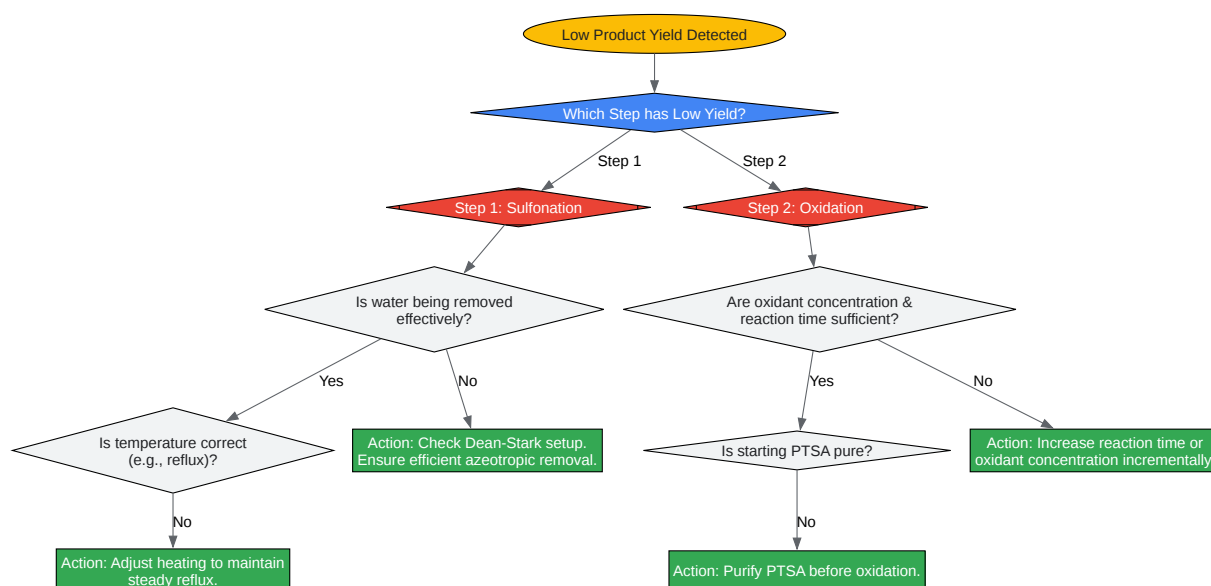 Low Product Yield Detected
Which Step has Low Yield?
Step 1
Step 2
Step 1: Sulfonation
Step 2: Oxidation
Is water being removed
effectively?
Are oxidant concentration &
reaction time sufficient?
Yes
No
Yes
No
Is temperature correct
(e.g., reflux)?
Action: Check Dean-Stark setup.
Ensure efficient azeotropic removal.
Is starting PTSA pure?
Action: Increase reaction time or
oxidant concentration incrementally
No
No
Action: Adjust heating to maintain
steady reflux.
Action: Purify PTSA before oxidation.